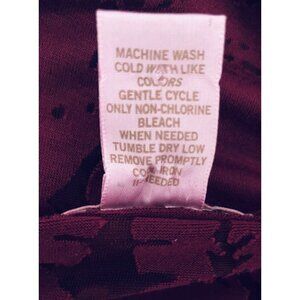 MACHINE WASH
COLD WITH LIKE
COLORS
GENTLE CYCLE
ONLY NON-CHLORINE
BLEACH
WHEN NEEDED
TUMBLE DRY LOW
REMOVE PROMPTLY
COOL IRON
IF NEEDED